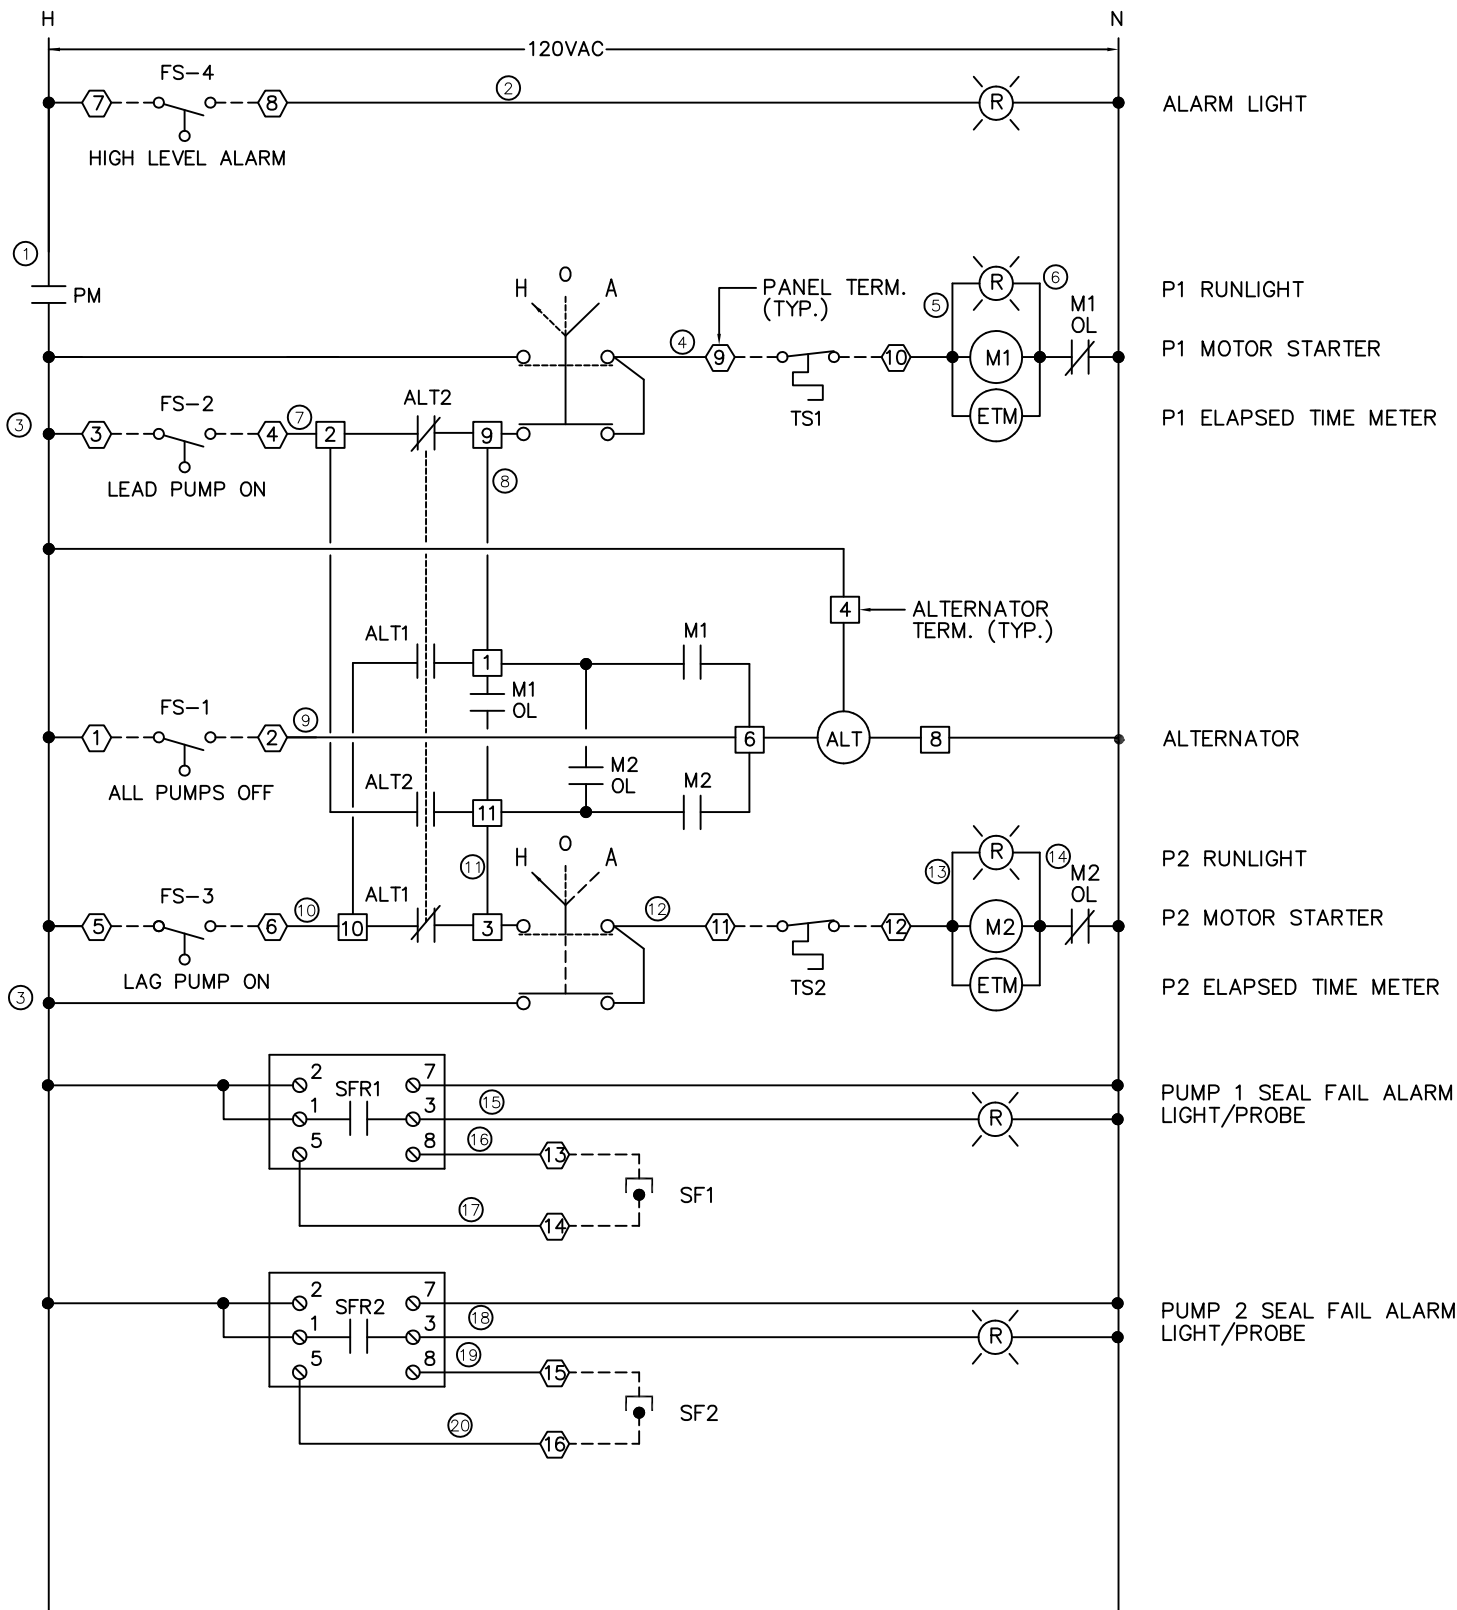 H
N
120VAC
FS-4
7
8
2
R
ALARM LIGHT
HIGH LEVEL ALARM
1
PM
H
O
A
PANEL TERM.
(TYP.)
5
R
6
P1 RUNLIGHT
M1
OL
4
9
10
M1
P1 MOTOR STARTER
TS1
ETM
P1 ELAPSED TIME METER
3
FS-2
3
4
7
2
ALT2
9
LEAD PUMP ON
8
4
ALTERNATOR
TERM. (TYP.)
ALT1
1
M1
M1
OL
FS-1
1
2
9
6
ALT
8
ALTERNATOR
ALL PUMPS OFF
M2
OL
ALT2
11
M2
H
O
A
13
R
14
P2 RUNLIGHT
M2
OL
FS-3
5
6
10
10
ALT1
11
3
12
11
12
M2
P2 MOTOR STARTER
LAG PUMP ON
TS2
ETM
P2 ELAPSED TIME METER
3
2
SFR1
7
1
3
15
R
PUMP 1 SEAL FAIL ALARM
LIGHT/PROBE
5
8
16
13
SF1
17
14
2
SFR2
7
1
3
18
R
PUMP 2 SEAL FAIL ALARM
LIGHT/PROBE
5
8
19
15
SF2
20
16